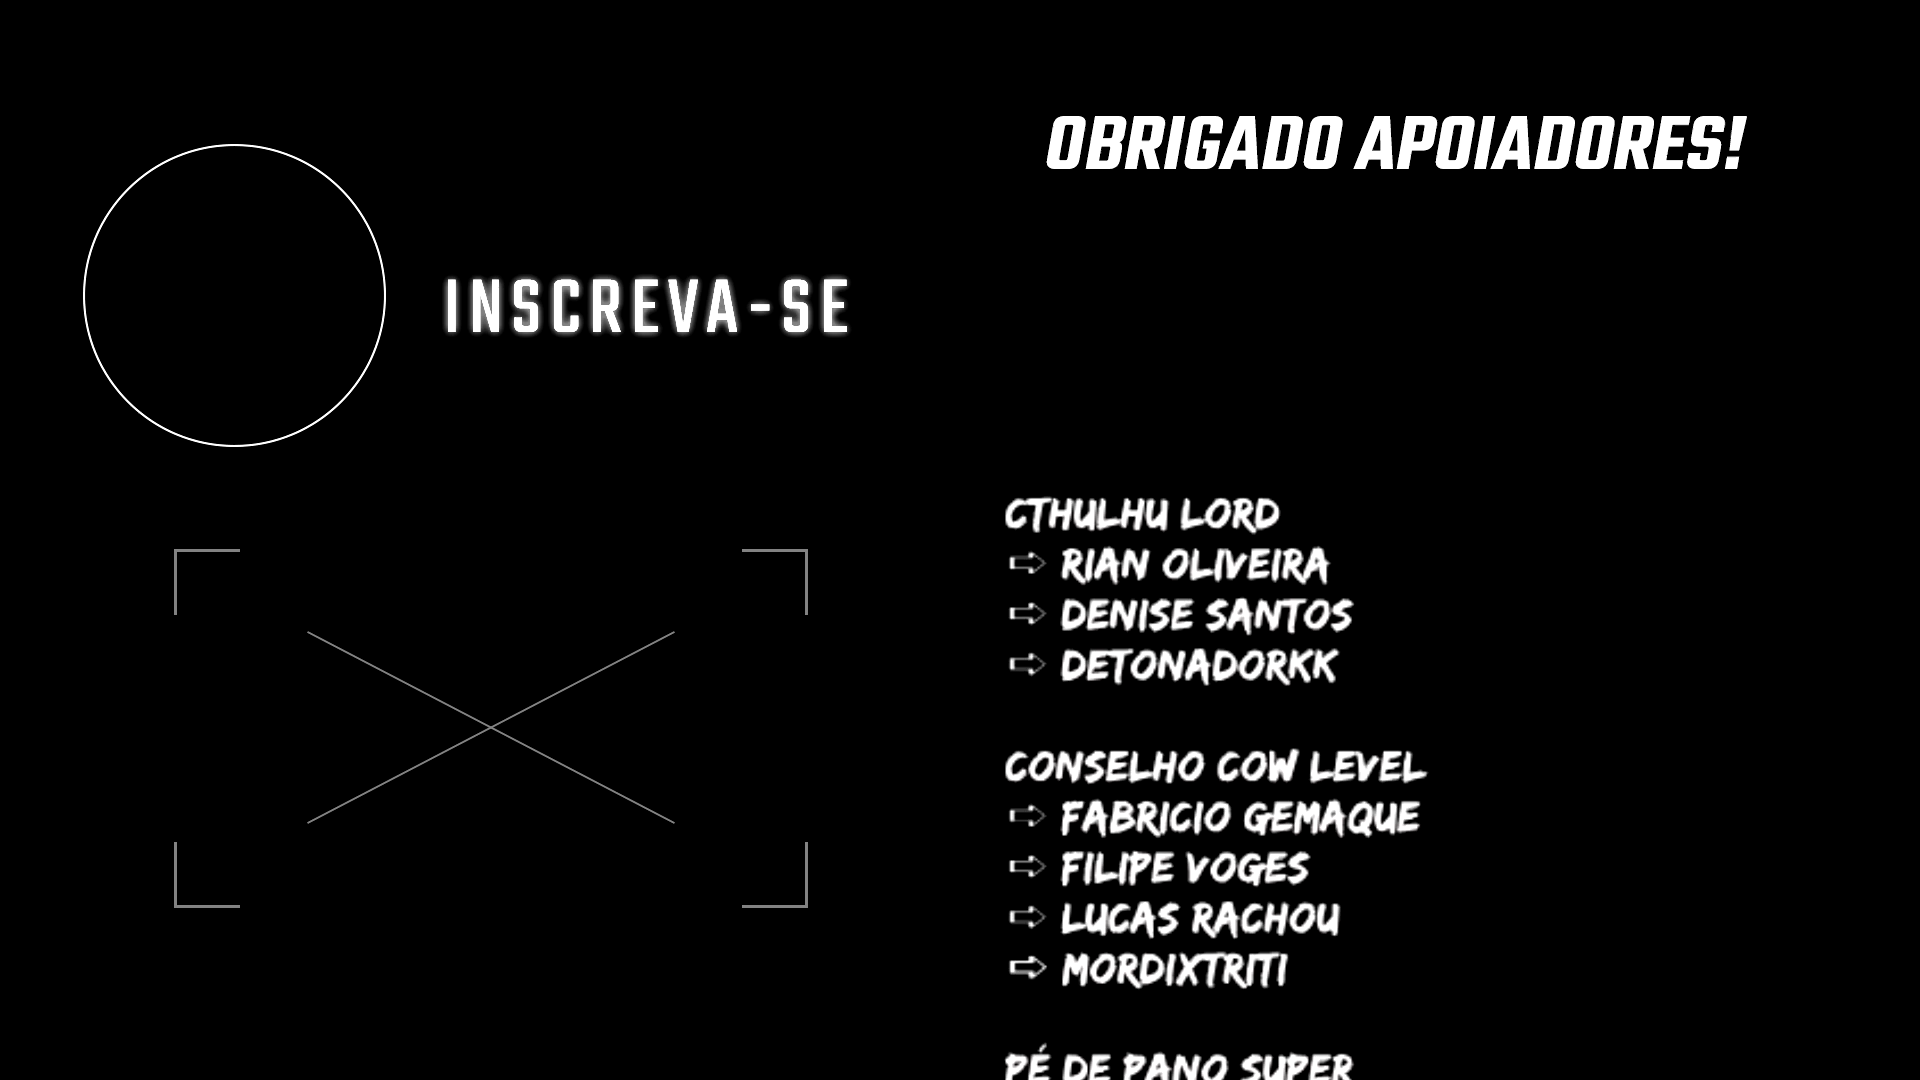 OBRIGADO APOIADORES!
INSCREVA-SE
CTHULHU LORD
➩ RIAN OLIVEIRA
➩ DENISE SANTOS
➩ DETONADORKK
CONSELHO COW LEVEL
➩ FABRICIO GEMAQUE
➩ FILIPE VOGES
➩ LUCAS RACHOU
➩ MORDIXTRITI
PÉ DE PANO SUPER